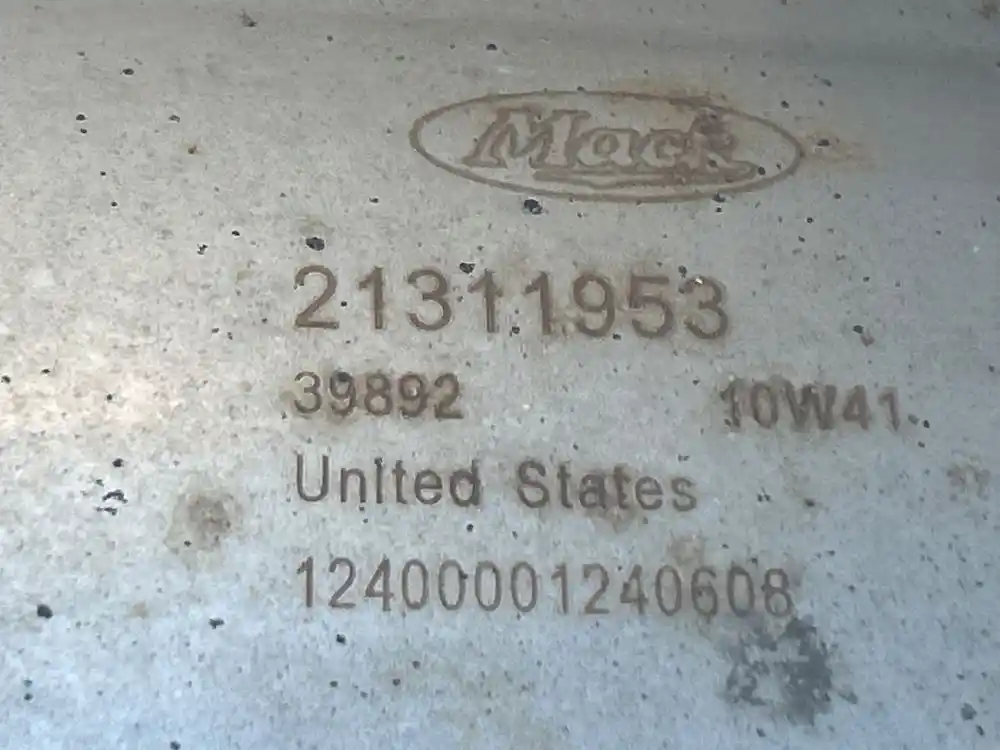 Mack
21311953
39892 10W41
United States
12400001240608